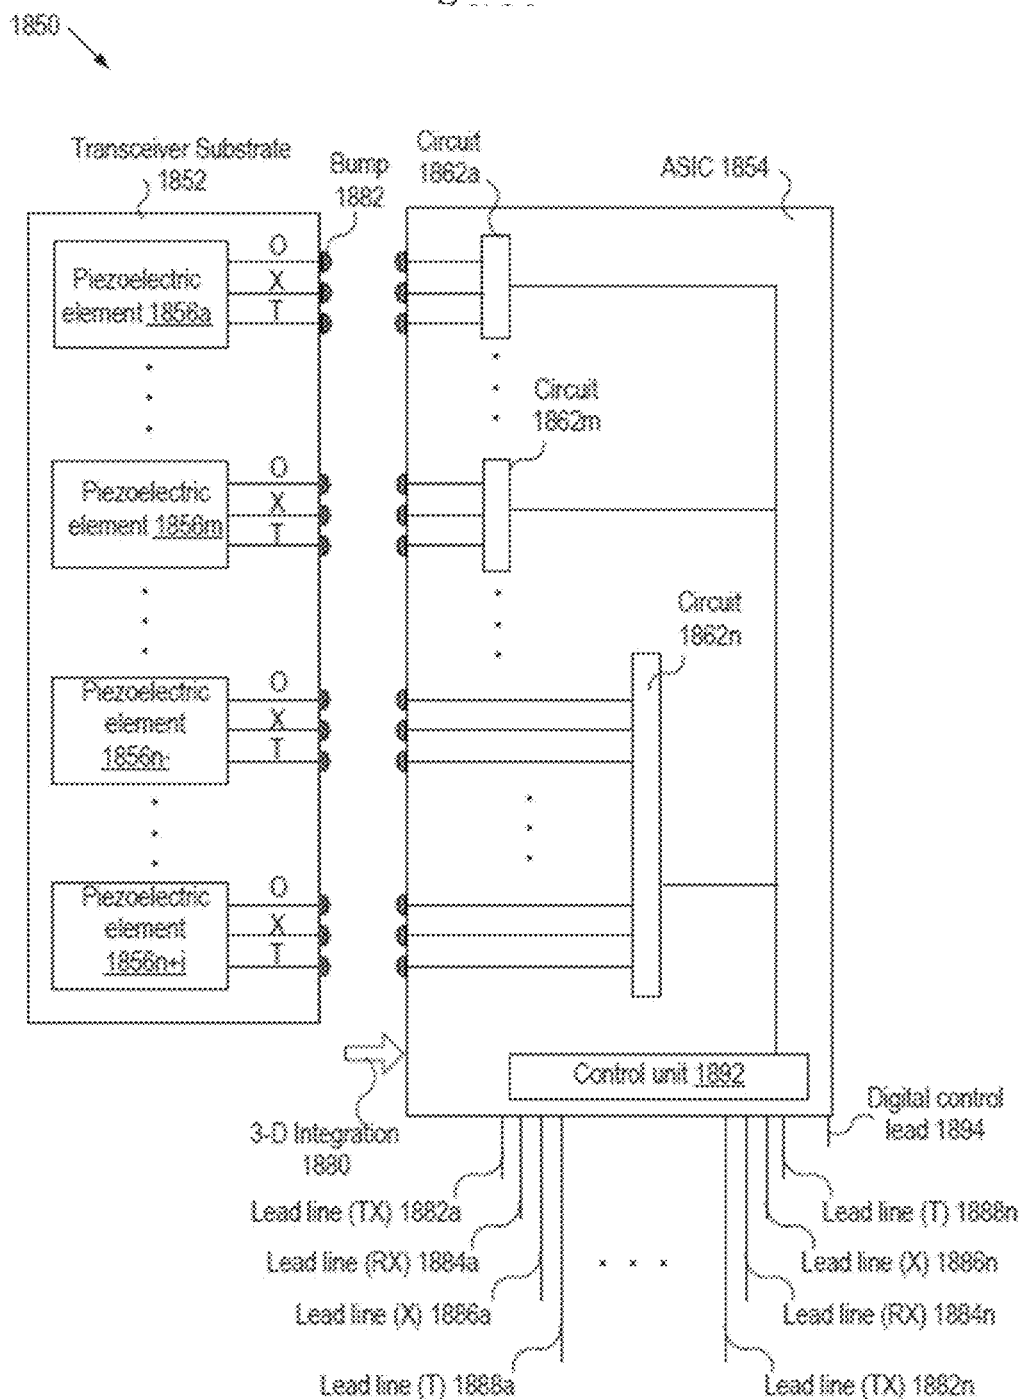 1850
Transceiver Substrate
1852
Bump
1882
Circuit
1862a
ASIC 1854
Piezoelectric
element 1856a
O
X
T
Circuit
1862m
Piezoelectric
element 1856m
O
X
T
Circuit
1862n
Piezoelectric
element
1856n
O
X
T
Piezoelectric
element
1856n+i
O
X
T
Control unit 1892
3-D Integration
1880
Digital control
lead 1894
Lead line (TX) 1882a
Lead line (T) 1888n
Lead line (RX) 1884a
Lead line (X) 1886n
Lead line (X) 1886a
Lead line (RX) 1884n
Lead line (T) 1888a
Lead line (TX) 1882n